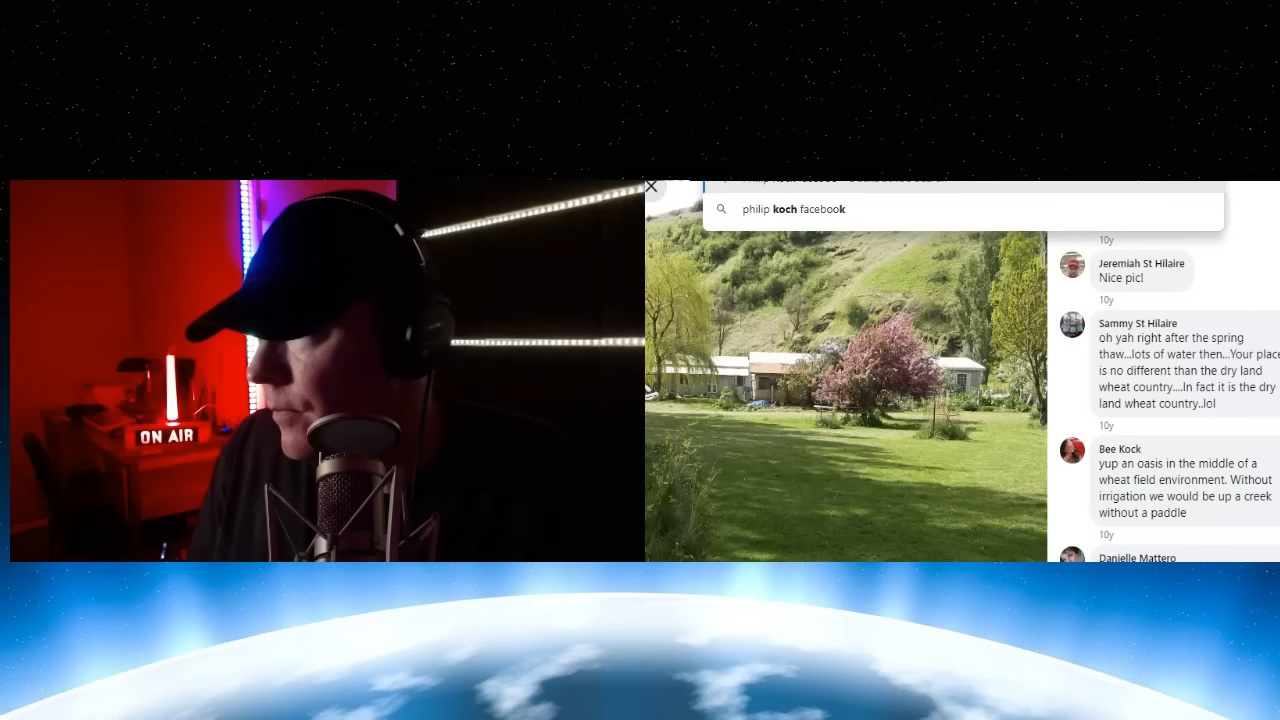 ON AIR
philip koch facebook
10y
Jeremiah St Hilaire
Nice pic!
10y
Sammy St Hilaire
oh yah right after the spring
thaw...lots of water then...Your place
is no different than the dry land
wheat country....In fact it is the dry
land wheat country..lol
10y
Bee Kock
yup an oasis in the middle of a
wheat field environment. Without
irrigation we would be up a creek
without a paddle
10y
Danielle Mattero